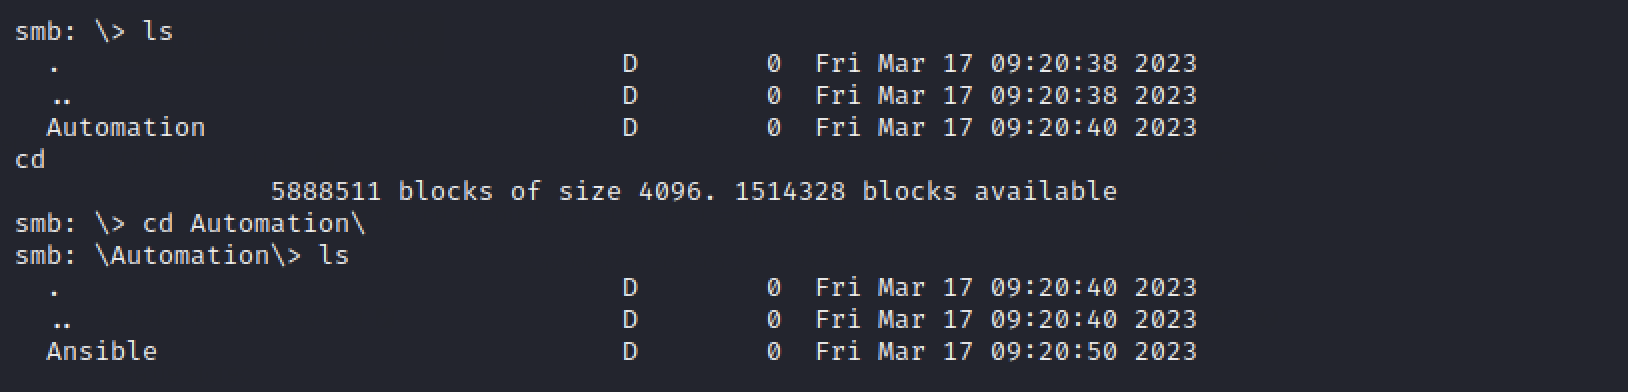 smb: \> ls
  .                                   D        0  Fri Mar 17 09:20:38 2023
  ..                                  D        0  Fri Mar 17 09:20:38 2023
  Automation                          D        0  Fri Mar 17 09:20:40 2023
cd
                5888511 blocks of size 4096. 1514328 blocks available
smb: \> cd Automation\
smb: \Automation\> ls
  .                                   D        0  Fri Mar 17 09:20:40 2023
  ..                                  D        0  Fri Mar 17 09:20:40 2023
  Ansible                             D        0  Fri Mar 17 09:20:50 2023